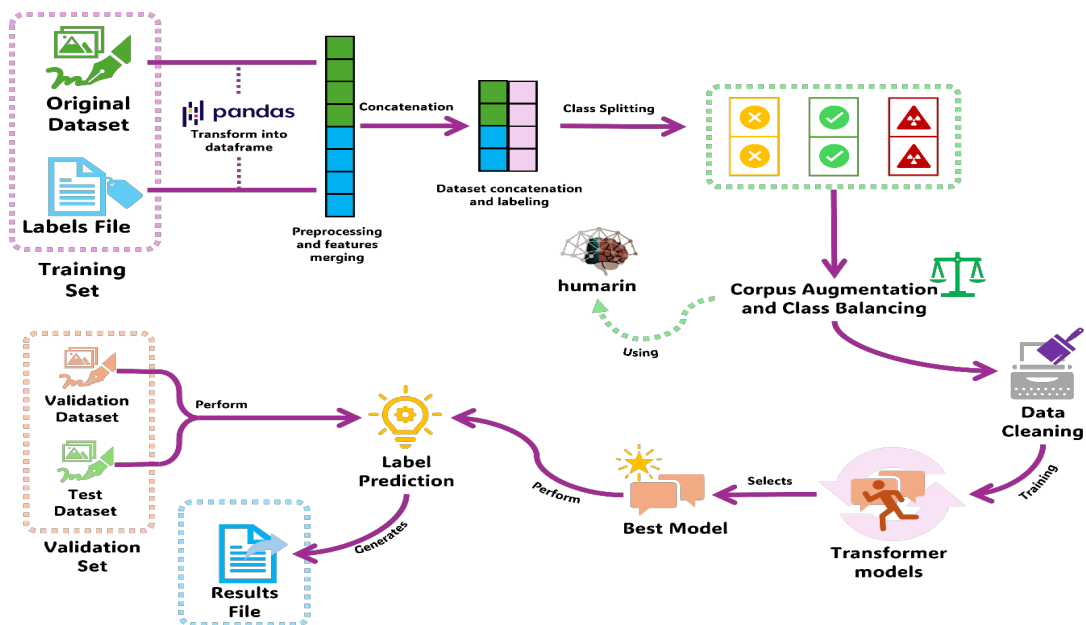 Original
Dataset
Labels File
Training
Set
pandas
Transform into
dataframe
Preprocessing
and features
merging
Concatenation
Dataset concatenation
and labeling
Class Splitting
humarin
Using
Corpus Augmentation
and Class Balancing
Data
Cleaning
Training
Transformer
models
Selects
Best Model
Perform
Label
Prediction
Perform
Validation
Dataset
Test
Dataset
Validation
Set
Generates
Results
File